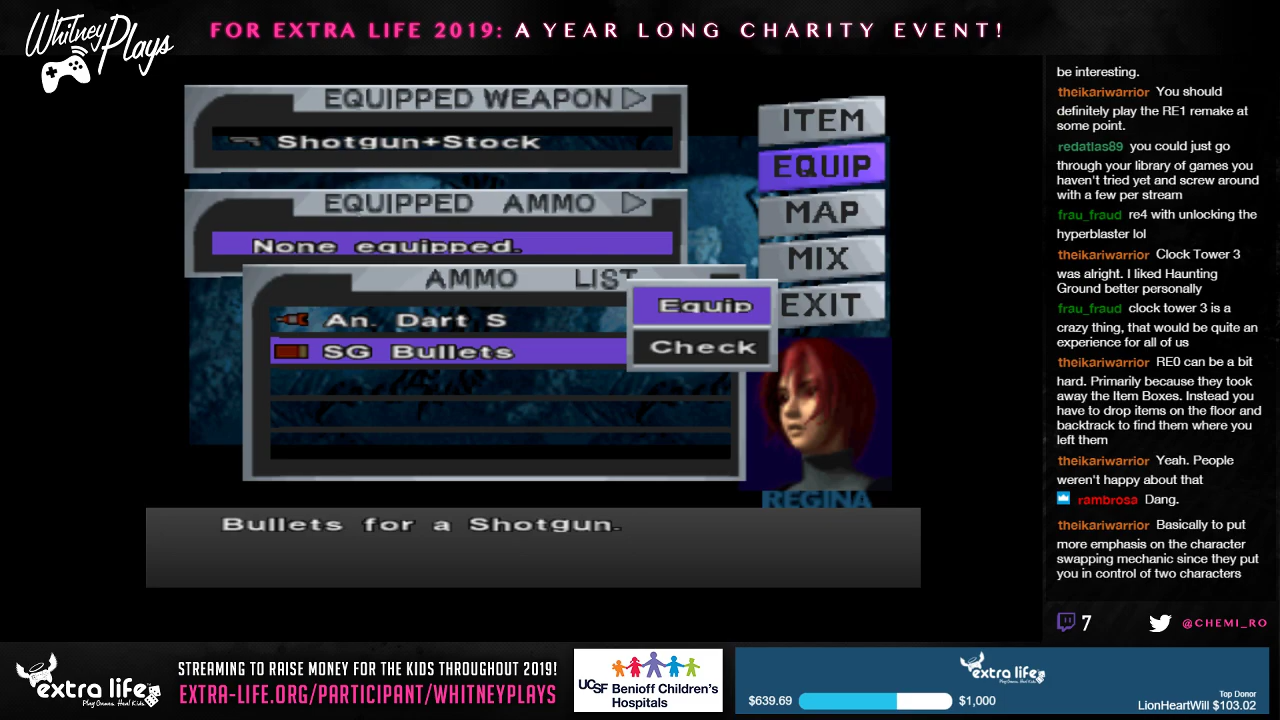 Whitney Plays
FOR EXTRA LIFE 2019: A YEAR LONG CHARITY EVENT!
EQUIPPED WEAPON
Shotgun+Stock
EQUIPPED AMMO
None equipped.
AMMO LIST
An. Dart S
SG Bullets
Equip
Check
ITEM
EQUIP
MAP
MIX
EXIT
REGINA
Bullets for a Shotgun.
be interesting.
theikariwarrior You should
definitely play the RE1 remake at
some point.
redatlas89 you could just go
through your library of games you
haven't tried yet and screw around
with a few per stream
frau_fraud re4 with unlocking the
hyperblaster lol
theikariwarrior Clock Tower 3
was alright. I liked Haunting
Ground better personally
frau_fraud clock tower 3 is a
crazy thing, that would be quite an
experience for all of us
theikariwarrior RE0 can be a bit
hard. Primarily because they took
away the Item Boxes. Instead you
have to drop items on the floor and
backtrack to find them where you
left them
theikariwarrior Yeah. People
weren't happy about that
rambrosa Dang.
theikariwarrior Basically to put
more emphasis on the character
swapping mechanic since they put
you in control of two characters
7
@CHEMI_RO
extra life
Play Games. Heal Kids.
STREAMING TO RAISE MONEY FOR THE KIDS THROUGHOUT 2019!
EXTRA-LIFE.ORG/PARTICIPANT/WHITNEYPLAYS
UCSF Benioff Children's
Hospitals
extra life
Play Games. Heal Kids.
$639.69
$1,000
Top Donor
LionHeartWill $103.02